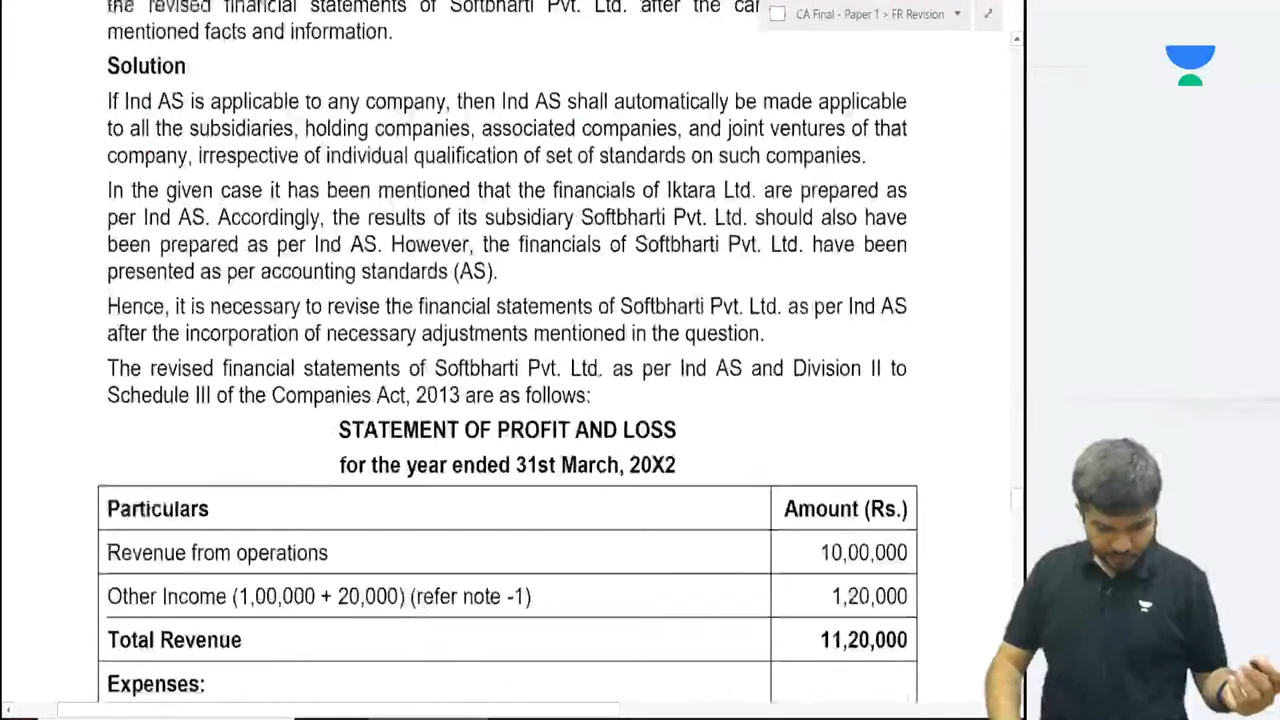 the revised financial statements of Softbharti Pvt. Ltd. after the
mentioned facts and information.
CA Final - Paper 1 > FR Revision
Solution
If Ind AS is applicable to any company, then Ind AS shall automatically be made applicable
to all the subsidiaries, holding companies, associated companies, and joint ventures of that
company, irrespective of individual qualification of set of standards on such companies.
In the given case it has been mentioned that the financials of Iktara Ltd. are prepared as
per Ind AS. Accordingly, the results of its subsidiary Softbharti Pvt. Ltd. should also have
been prepared as per Ind AS. However, the financials of Softbharti Pvt. Ltd. have been
presented as per accounting standards (AS).
Hence, it is necessary to revise the financial statements of Softbharti Pvt. Ltd. as per Ind AS
after the incorporation of necessary adjustments mentioned in the question.
The revised financial statements of Softbharti Pvt. Ltd. as per Ind AS and Division II to
Schedule III of the Companies Act, 2013 are as follows:
STATEMENT OF PROFIT AND LOSS
for the year ended 31st March, 20X2
Particulars Amount (Rs.)
Revenue from operations 10,00,000
Other Income (1,00,000 + 20,000) (refer note -1) 1,20,000
Total Revenue 11,20,000
Expenses: